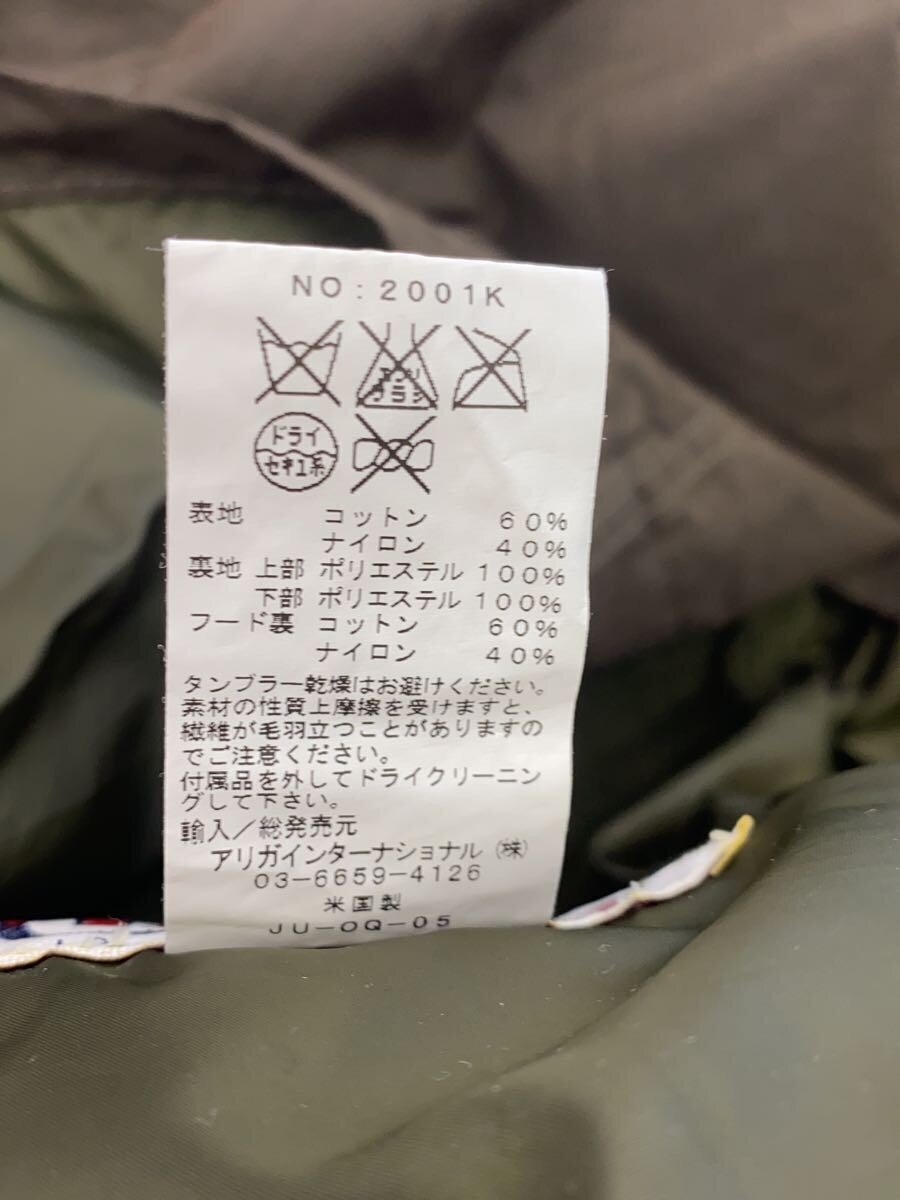 NO:2001K
エンソ
ブラシ
ドライ
セキユ系
表地 コットン 60%
ナイロン 40%
裏地 上部 ポリエステル 100%
下部 ポリエステル 100%
フード裏 コットン 60%
ナイロン 40%
タンブラー乾燥はお避けください。
素材の性質上摩擦を受けますと、
繊維が毛羽立つことがありますの
でご注意ください。
付属品を外してドライクリーニン
グして下さい。
輸入/総発売元
アリガインターナショナル(株)
03-6659-4126
米国製
JU-OQ-05